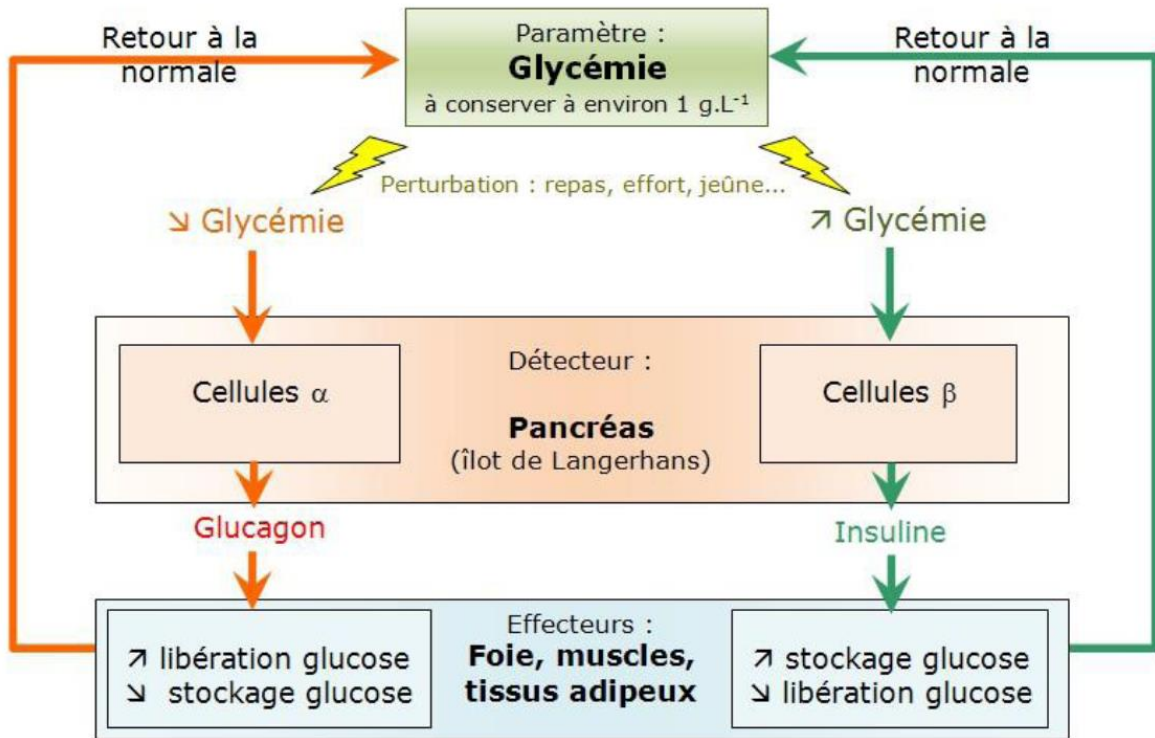 Retour à la
normale
Paramètre :
Glycémie
à conserver à environ 1 g.L⁻¹
Retour à la
normale
Perturbation : repas, effort, jeûne...
↘ Glycémie
↗ Glycémie
Cellules α
Détecteur :
Pancréas
(îlot de Langerhans)
Cellules β
Glucagon
Insuline
↗ libération glucose
↘ stockage glucose
Effecteurs :
Foie, muscles,
tissus adipeux
↗ stockage glucose
↘ libération glucose